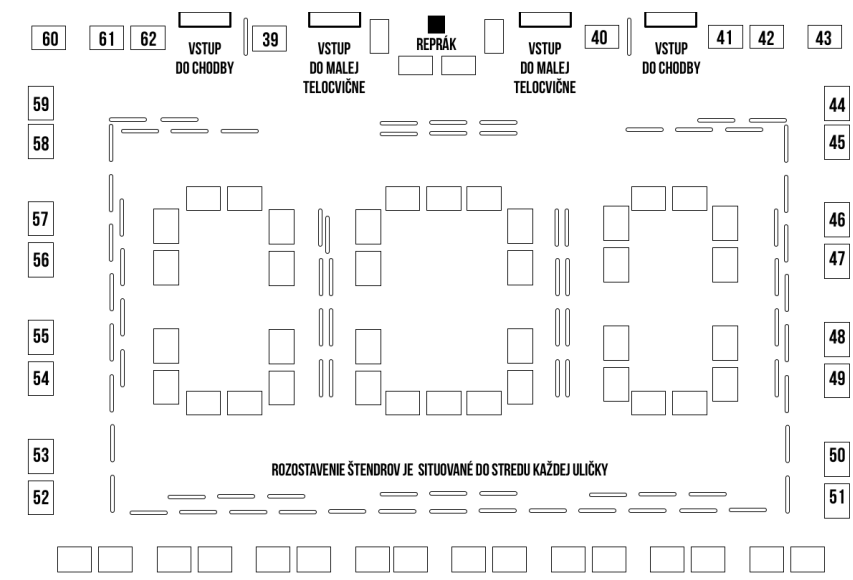 60
61
62
VSTUP
DO CHODBY
39
VSTUP
DO MALEJ
TELOCVIČNE
REPRÁK
VSTUP
DO MALEJ
TELOCVIČNE
40
VSTUP
DO CHODBY
41
42
43
59
44
58
45
57
46
56
47
55
48
54
49
53
50
ROZOSTAVENIE ŠTENDROV JE SITUOVANÉ DO STREDU KAŽDEJ ULIČKY
52
51